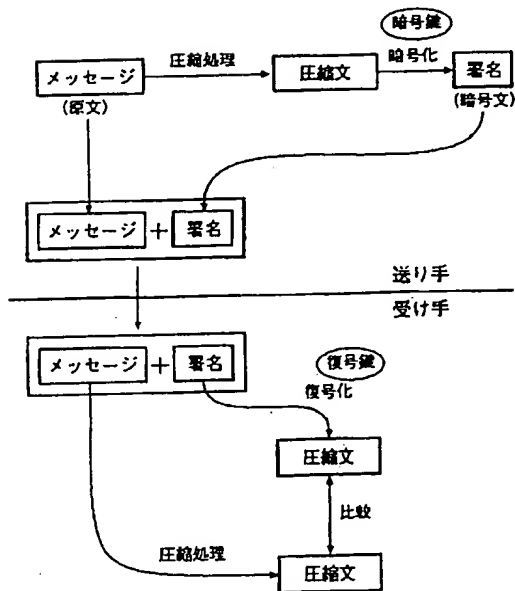 暗号鍵
圧縮処理
暗号化
メッセージ
圧縮文
署名
(原文)
(暗号文)
メッセージ + 署名
送り手
受け手
メッセージ + 署名
復号鍵
復号化
圧縮文
比較
圧縮処理
圧縮文